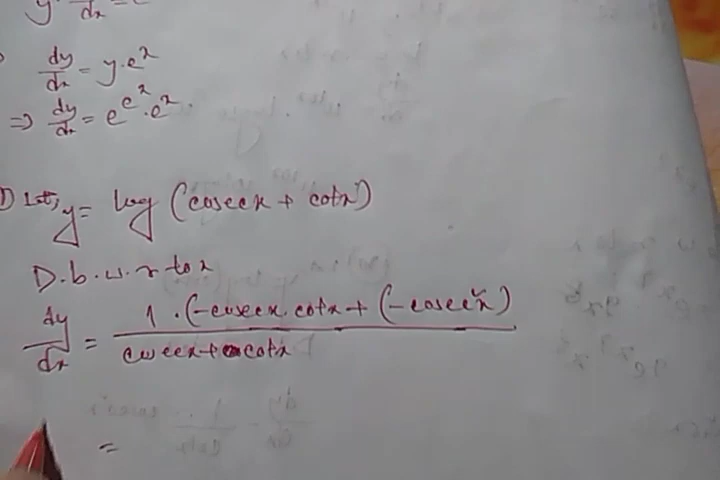 dy/dx = y.e^x
⇒ dy/dx = e^e^x . e^x.
Let, y = log (cosecx + cotx)
D.b.w.r to x
dy/dx = 1 . (-cosecx. cotx + (-cosec²x) / cosecx + cotx
=